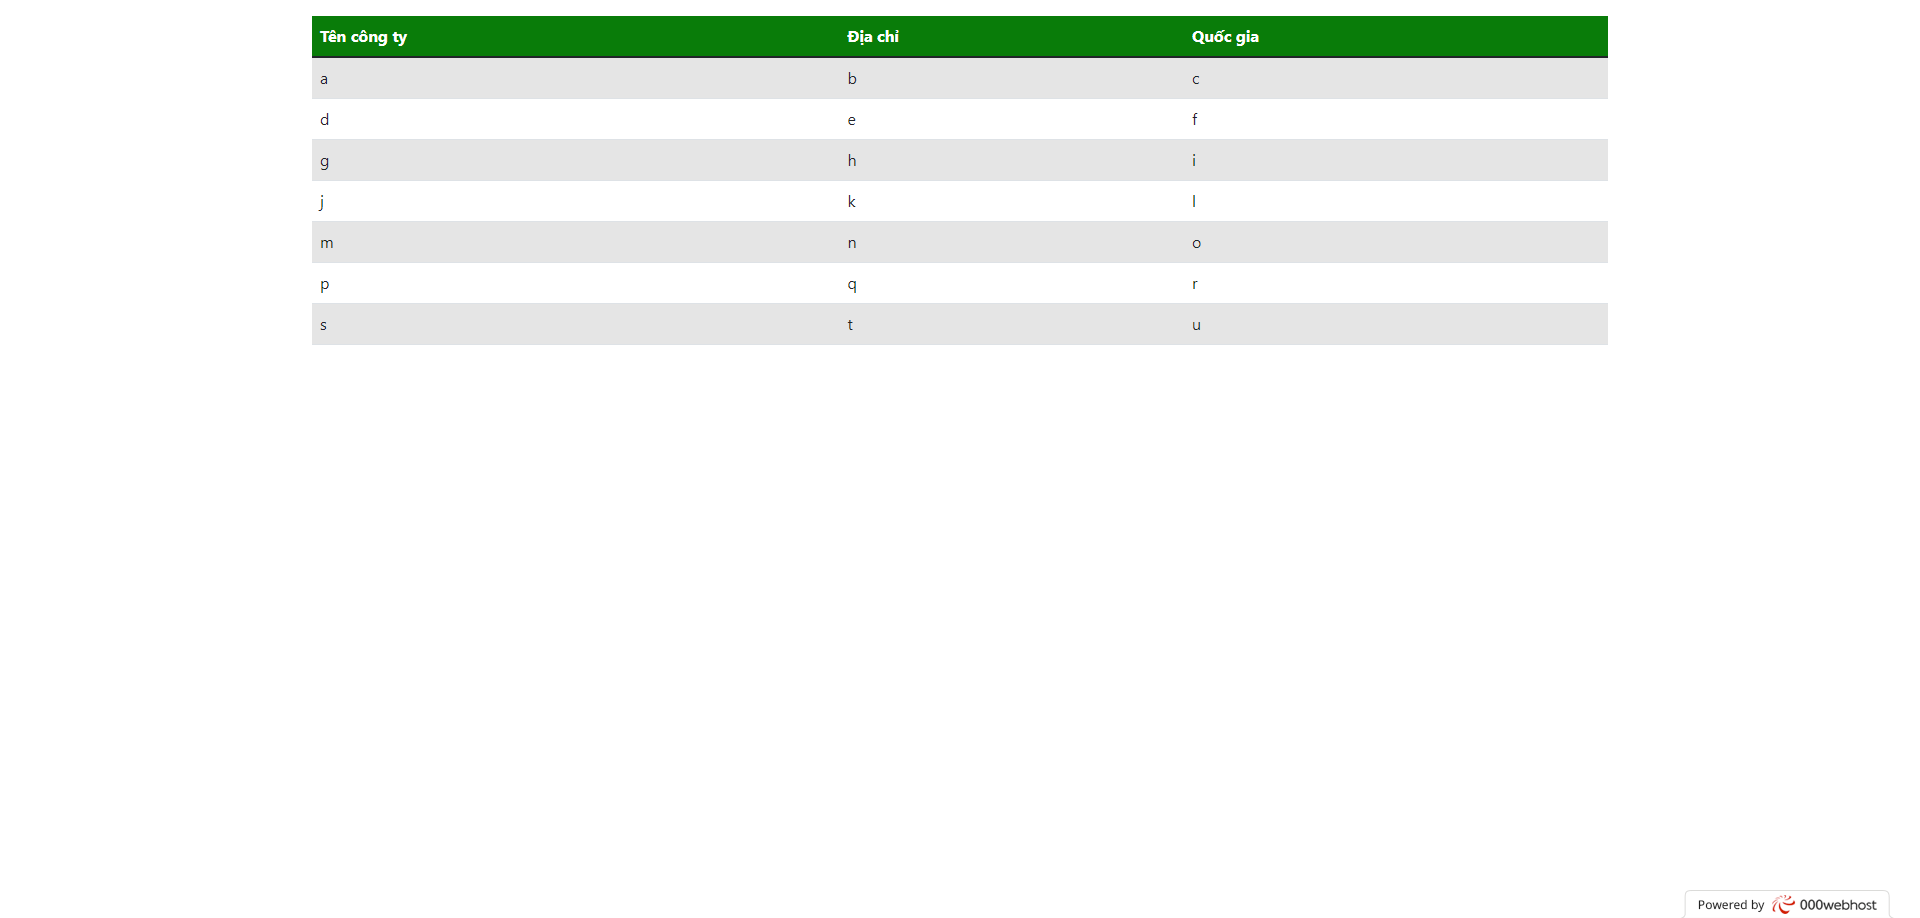 Tên công ty Địa chỉ Quốc gia
a b c
d e f
g h i
j k l
m n o
p q r
s t u
Powered by 000webhost